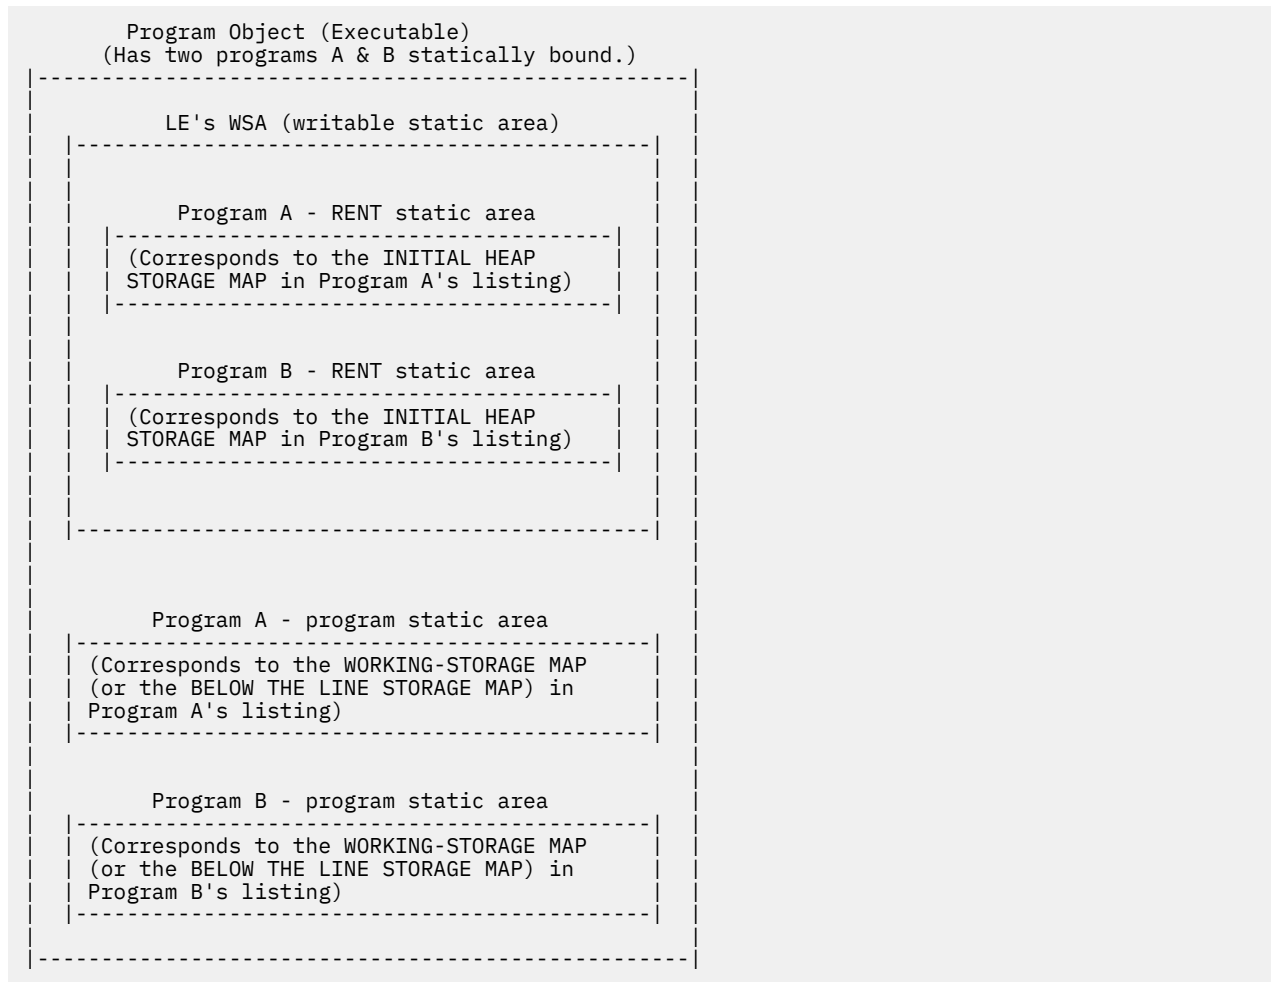 Program Object (Executable)
(Has two programs A & B statically bound.)
LE's WSA (writable static area)
Program A - RENT static area
(Corresponds to the INITIAL HEAP
STORAGE MAP in Program A's listing)
Program B - RENT static area
(Corresponds to the INITIAL HEAP
STORAGE MAP in Program B's listing)
Program A - program static area
(Corresponds to the WORKING-STORAGE MAP
(or the BELOW THE LINE STORAGE MAP) in
Program A's listing)
Program B - program static area
(Corresponds to the WORKING-STORAGE MAP
(or the BELOW THE LINE STORAGE MAP) in
Program B's listing)